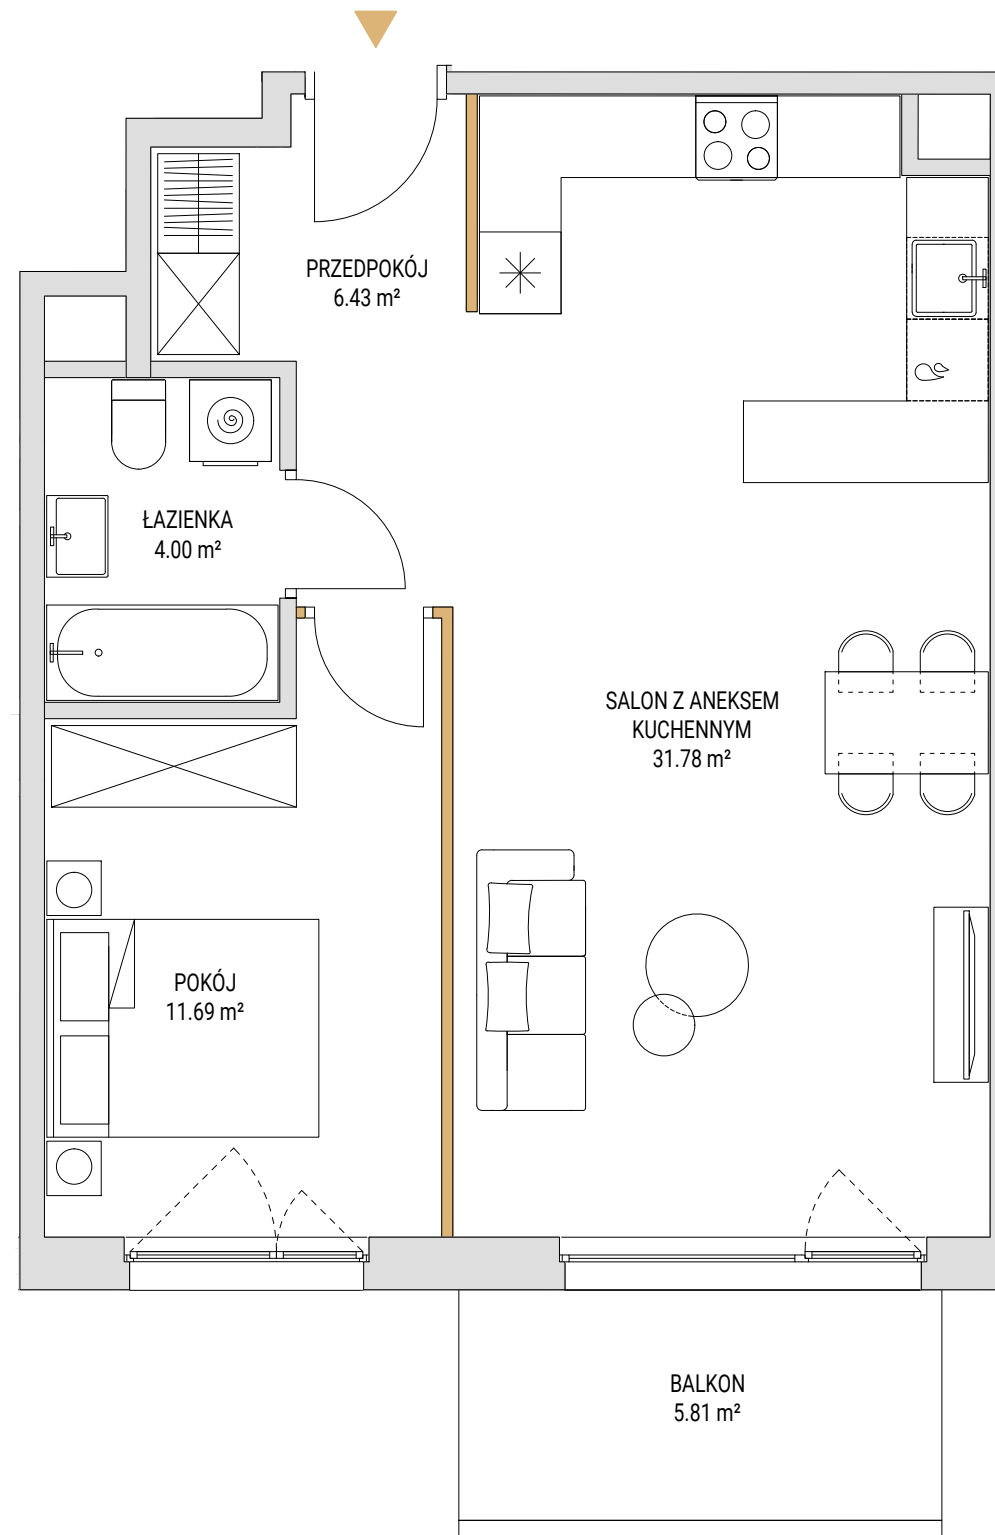 PRZEDPOKÓJ
6.43 m²
ŁAZIENKA
4.00 m²
SALON Z ANEKSEM
KUCHENNYM
31.78 m²
POKÓJ
11.69 m²
BALKON
5.81 m²